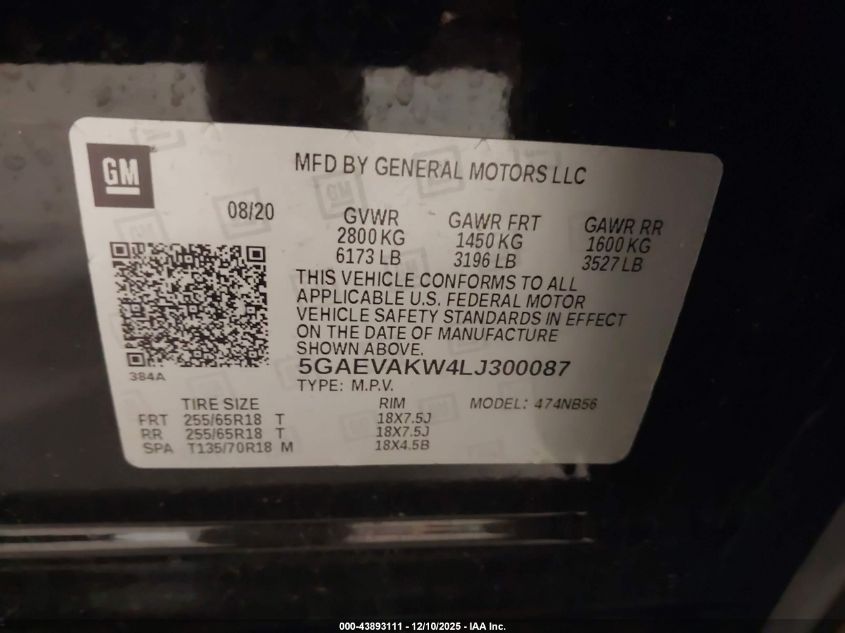 GM
MFD BY GENERAL MOTORS LLC
08/20
GVWR GAWR FRT GAWR RR
2800 KG 1450 KG 1600 KG
6173 LB 3196 LB 3527 LB
THIS VEHICLE CONFORMS TO ALL
APPLICABLE U.S. FEDERAL MOTOR
VEHICLE SAFETY STANDARDS IN EFFECT
ON THE DATE OF MANUFACTURE
SHOWN ABOVE.
384A
5GAEVAKW4LJ300087
TYPE: M.P.V.
TIRE SIZE RIM MODEL: 474NB56
FRT 255/65R18 T 18X7.5J
RR 255/65R18 T 18X7.5J
SPA T135/70R18 M 18X4.5B
000-43893111 - 12/10/2025 - IAA Inc.